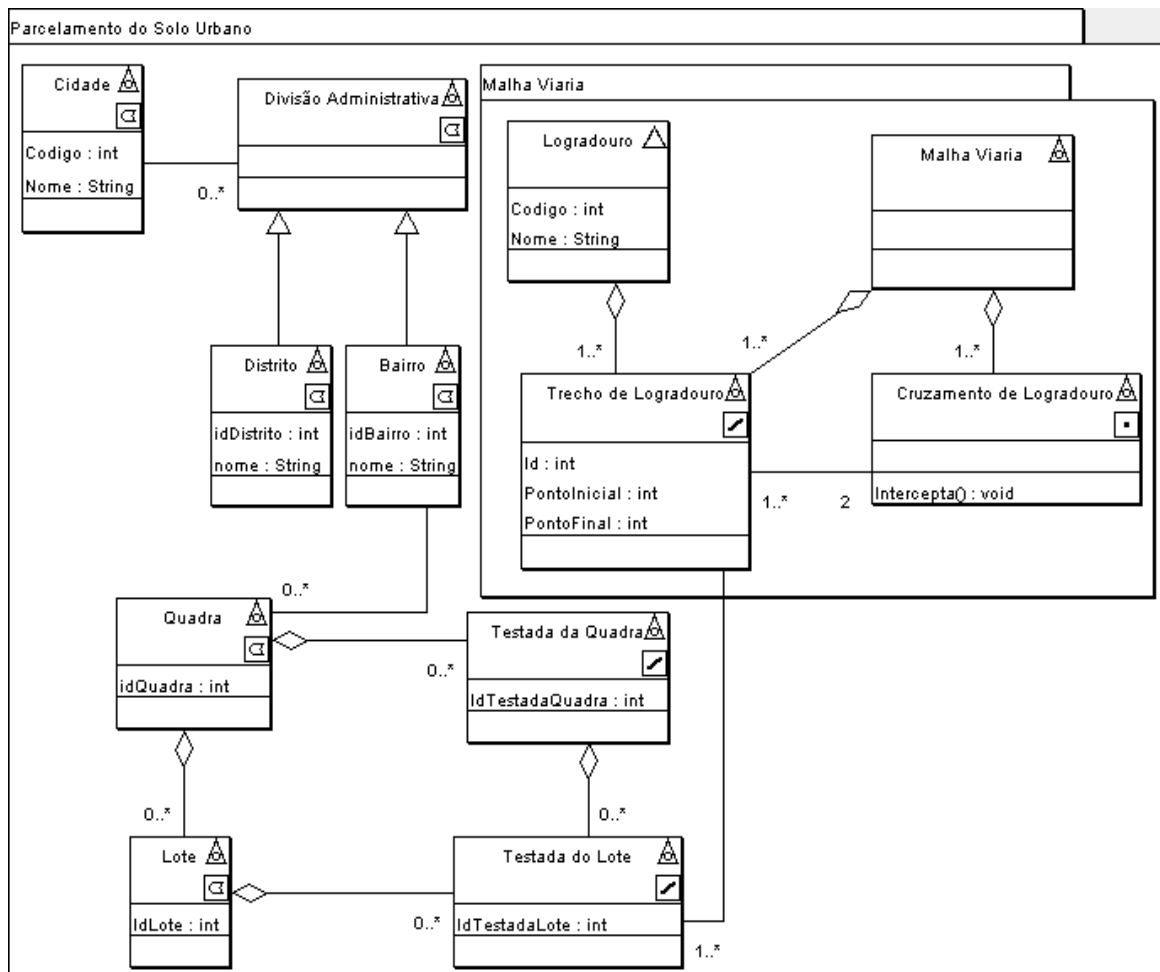 Parcelamento do Solo Urbano
Cidade
Codigo : int
Nome : String
0..*
Divisão Administrativa
Malha Viaria
Logradouro
Codigo : int
Nome : String
Malha Viaria
1..*
1..*
1..*
Distrito
idDistrito : int
nome : String
Bairro
idBairro : int
nome : String
Trecho de Logradouro
Id : int
PontoInicial : int
PontoFinal : int
Cruzamento de Logradouro
Intercepta() : void
1..*
2
0..*
Quadra
idQuadra : int
0..*
Testada da Quadra
IdTestadaQuadra : int
0..*
0..*
Lote
IdLote : int
0..*
Testada do Lote
IdTestadaLote : int
1..*